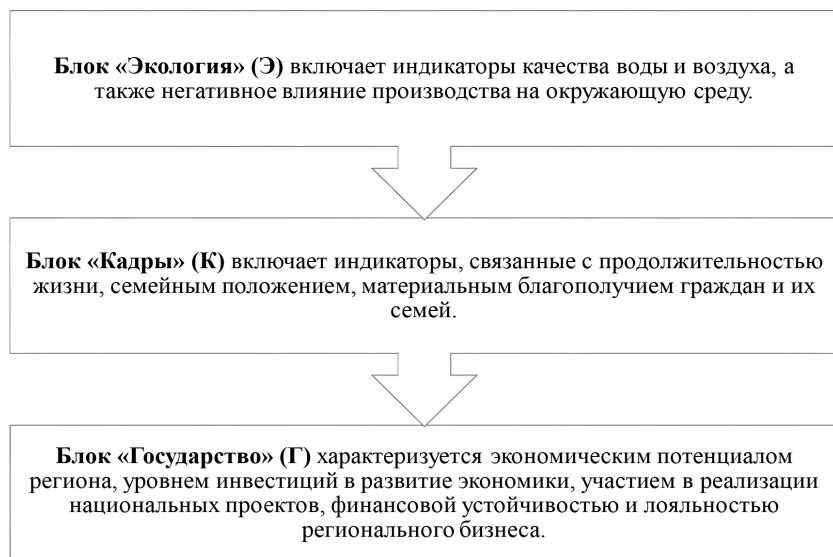 Блок «Экология» (Э) включает индикаторы качества воды и воздуха, а
также негативное влияние производства на окружающую среду.
Блок «Кадры» (К) включает индикаторы, связанные с продолжительностью
жизни, семейным положением, материальным благополучием граждан и их
семей.
Блок «Государство» (Г) характеризуется экономическим потенциалом
региона, уровнем инвестиций в развитие экономики, участием в реализации
национальных проектов, финансовой устойчивостью и лояльностью
регионального бизнеса.